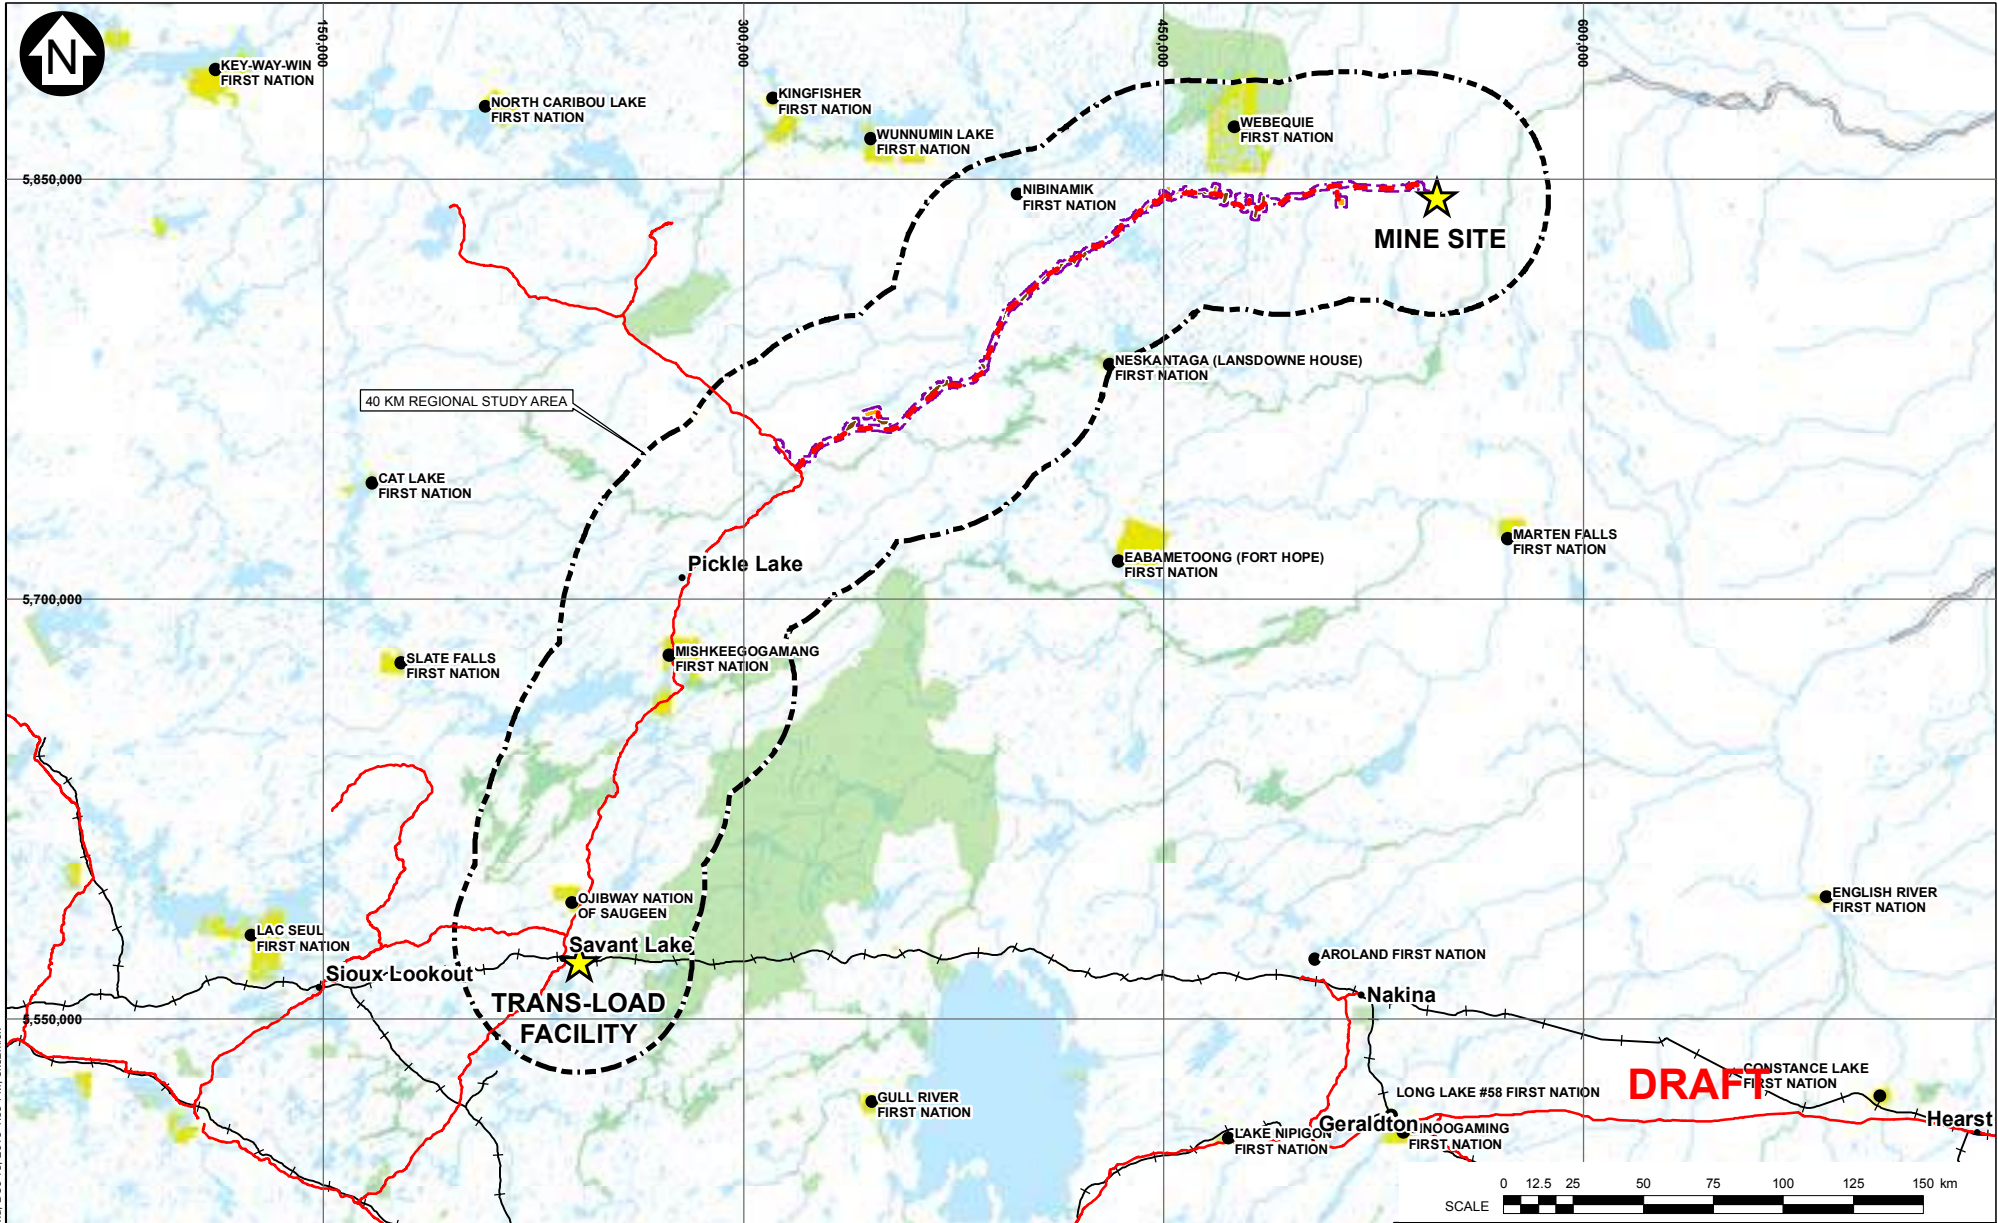 N
150,000
300,000
450,000
600,000
KEY-WAY-WIN
FIRST NATION
NORTH CARIBOU LAKE
FIRST NATION
KINGFISHER
FIRST NATION
WUNNUMIN LAKE
FIRST NATION
WEBEQUIE
FIRST NATION
5,850,000
NIBINAMIK
FIRST NATION
MINE SITE
NESKANTAGA (LANSDOWNE HOUSE)
FIRST NATION
40 KM REGIONAL STUDY AREA
CAT LAKE
FIRST NATION
MARTEN FALLS
FIRST NATION
EABAMETOONG (FORT HOPE)
FIRST NATION
Pickle Lake
5,700,000
SLATE FALLS
FIRST NATION
MISHKEEGOGAMANG
FIRST NATION
OJIBWAY NATION
OF SAUGEEN
ENGLISH RIVER
FIRST NATION
LAC SEUL
FIRST NATION
Savant Lake
AROLAND FIRST NATION
Sioux Lookout
TRANS-LOAD
FACILITY
Nakina
5,550,000
DRAFT
CONSTANCE LAKE
FIRST NATION
GULL RIVER
FIRST NATION
LONG LAKE #58 FIRST NATION
Geraldton
Hearst
LAKE NIPIGON
FIRST NATION
INOOGAMING
FIRST NATION
SCALE
0 12.5 25 50 75 100 125 150 km